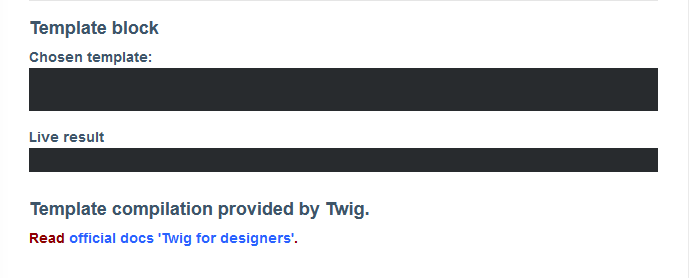 Template block
Chosen template:
Live result
Template compilation provided by Twig.
Read official docs 'Twig for designers'.